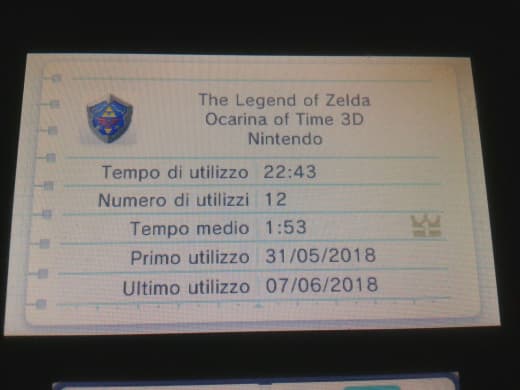 The Legend of Zelda
Ocarina of Time 3D
Nintendo
Tempo di utilizzo 22:43
Numero di utilizzi 12
Tempo medio 1:53
Primo utilizzo 31/05/2018
Ultimo utilizzo 07/06/2018